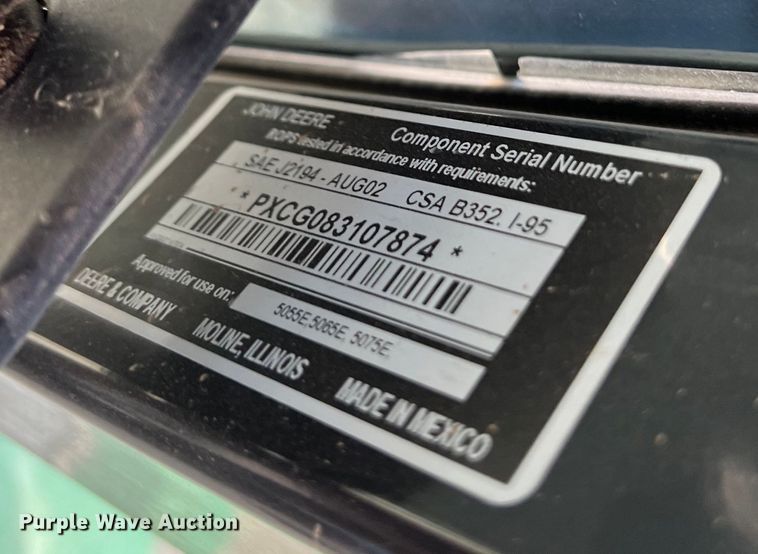 JOHN DEERE Component Serial Number
ROPS tested in accordance with requirements:
SAE J2194 - AUG02 CSA B352. I-95
* PXCG083107874 *
Approved for use on: 5055E,5065E, 5075E,
DEERE & COMPANY MOLINE, ILLINOIS MADE IN MEXICO
Purple Wave Auction